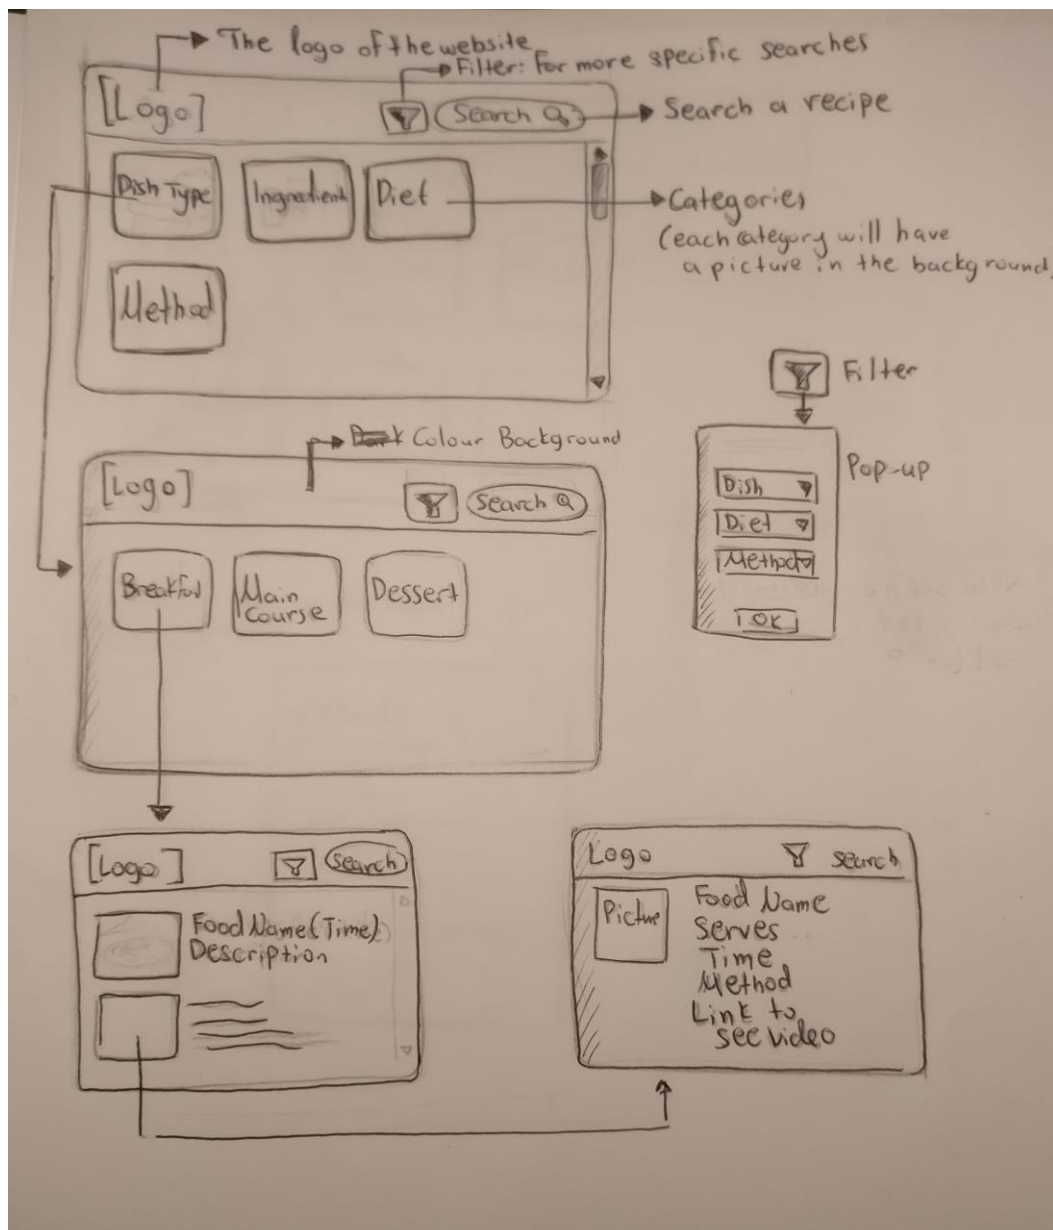 The logo of the website
Filter: For more specific searches
[Logo]
Search
Search a recipe
Dish Type
Ingredient
Diet
Categories
(each category will have
a picture in the background,
Method
Filter
Colour Background
Pop-up
[Logo]
Search
Dish
Diet
Method
OK
Breakfast
Main
Course
Dessert
[Logo]
Search
Food Name (Time)
Description
Logo
search
Picture
Food Name
Serves
Time
Method
Link to
see video